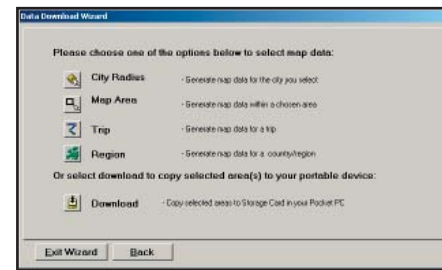 Data Download Wizard
Please choose one of the options below to select map data:
City Radius - Generate map data for the city you select
Map Area - Generate map data within a chosen area
Trip - Generate map data for a trip
Region - Generate map data for a county/region
Or select download to copy selected area(s) to your portable device:
Download - Copy selected areas to Storage Card in your Pocket PC
Exit Wizard Back